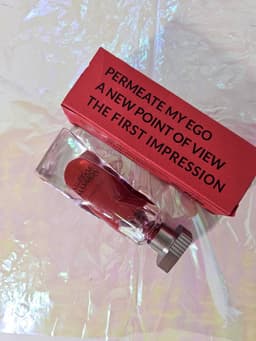 PERMEATE MY EGO
A NEW POINT OF VIEW
THE FIRST IMPRESSION